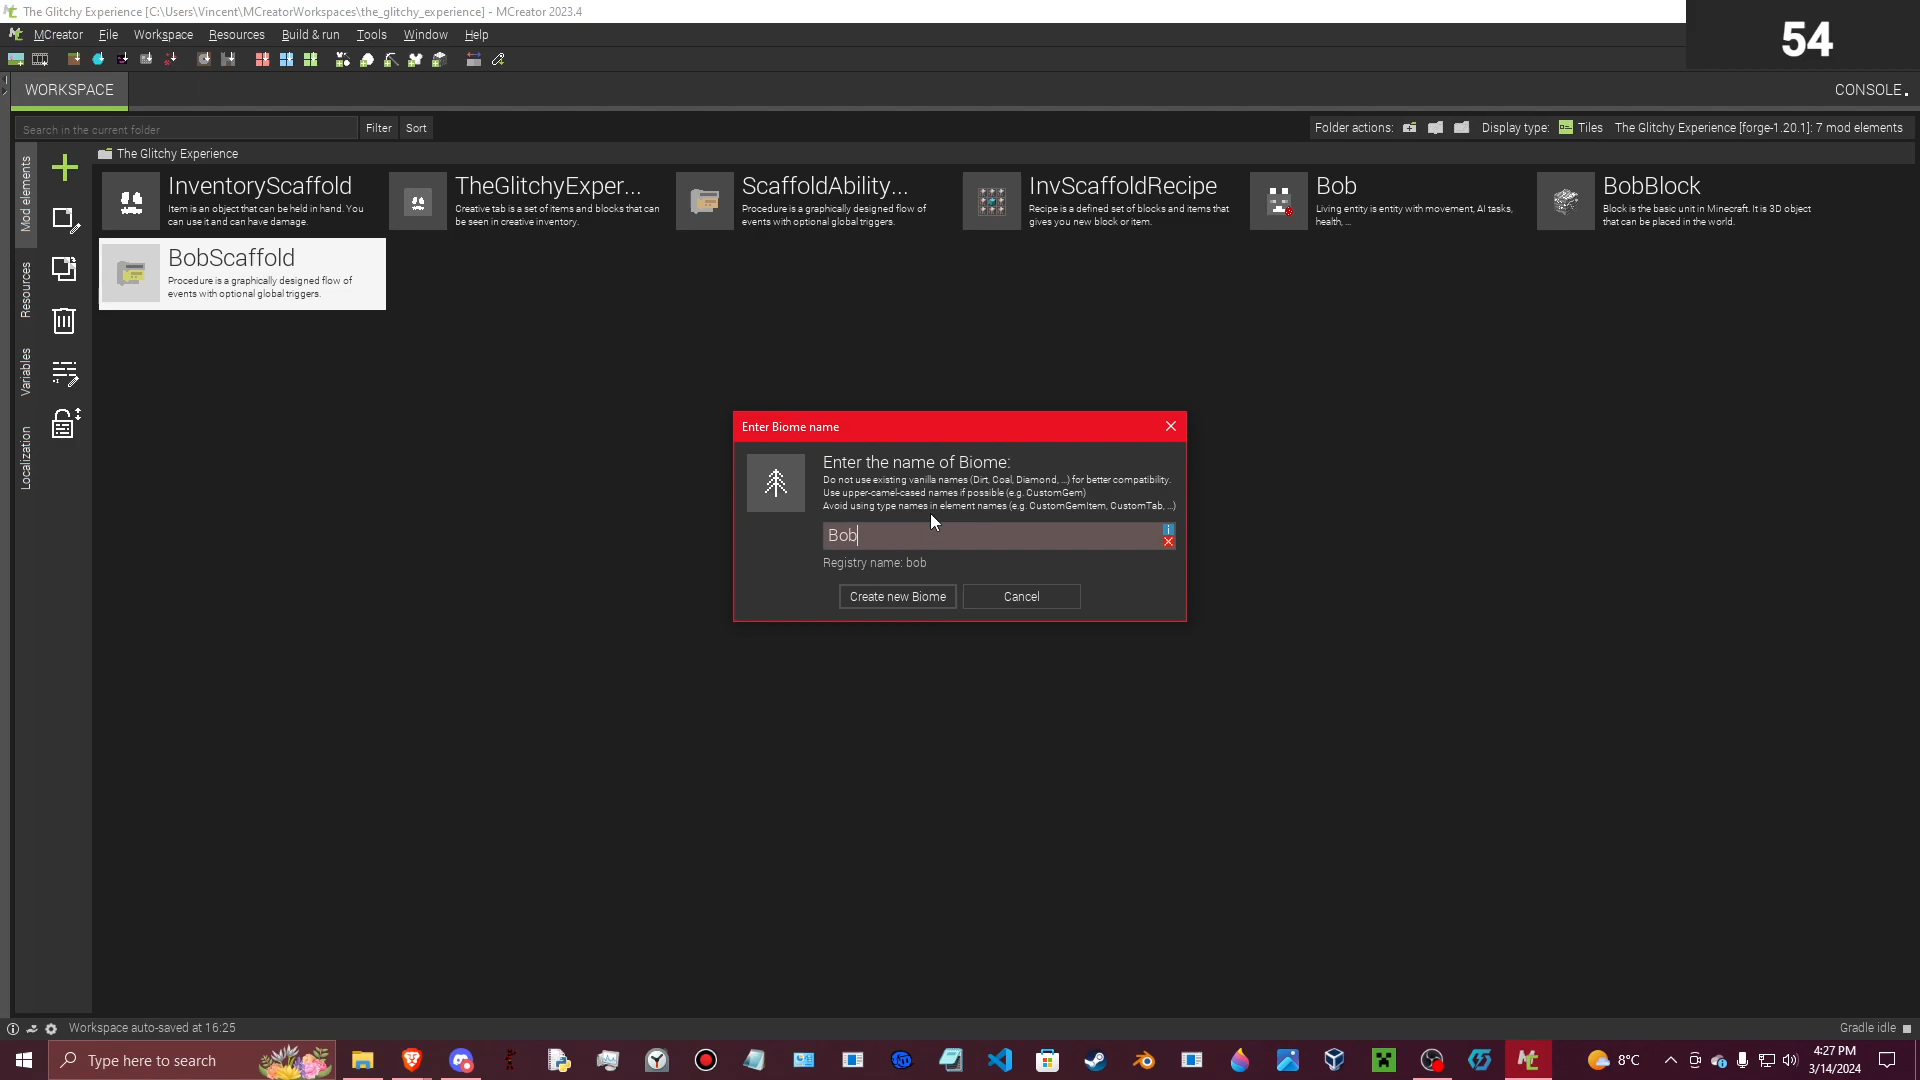 The Glitchy Experience [C:\Users\Vincent\MCreatorWorkspaces\the_glitchy_experience] - MCreator 2023.4
54
MCreator File Workspace Resources Build & run Tools Window Help
WORKSPACE
CONSOLE
Search in the current folder
Filter
Sort
Folder actions:
Display type:
Tiles
The Glitchy Experience [forge-1.20.1]: 7 mod elements
The Glitchy Experience
Mod elements
Resources
Variables
Localization
InventoryScaffold
Item is an object that can be held in hand. You
can use it and can have damage.
TheGlitchyExper...
Creative tab is a set of items and blocks that can
be seen in creative inventory.
ScaffoldAbility...
Procedure is a graphically designed flow of
events with optional global triggers.
InvScaffoldRecipe
Recipe is a defined set of blocks and items that
gives you new block or item.
Bob
Living entity is entity with movement, AI tasks,
health, ...
BobBlock
Block is the basic unit in Minecraft. It is 3D object
that can be placed in the world.
BobScaffold
Procedure is a graphically designed flow of
events with optional global triggers.
Enter Biome name
Enter the name of Biome:
Do not use existing vanilla names (Dirt, Coal, Diamond, ...) for better compatibility.
Use upper-camel-cased names if possible (e.g. CustomGem)
Avoid using type names in element names (e.g. CustomGemItem, CustomTab, ...)
Bob
Registry name: bob
Create new Biome
Cancel
Workspace auto-saved at 16:25
Gradle idle
Type here to search
8°C
4:27 PM
3/14/2024